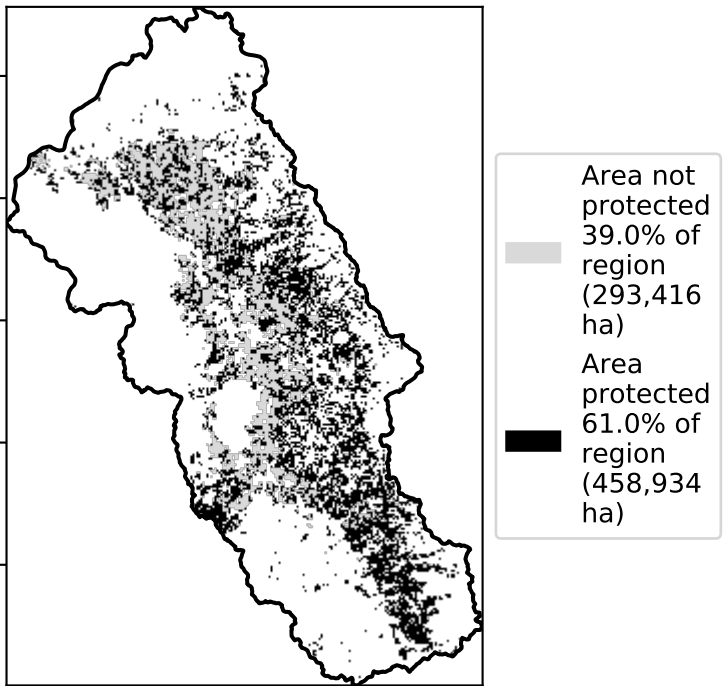 Area not
protected
39.0% of
region
(293,416
ha)
Area
protected
61.0% of
region
(458,934
ha)